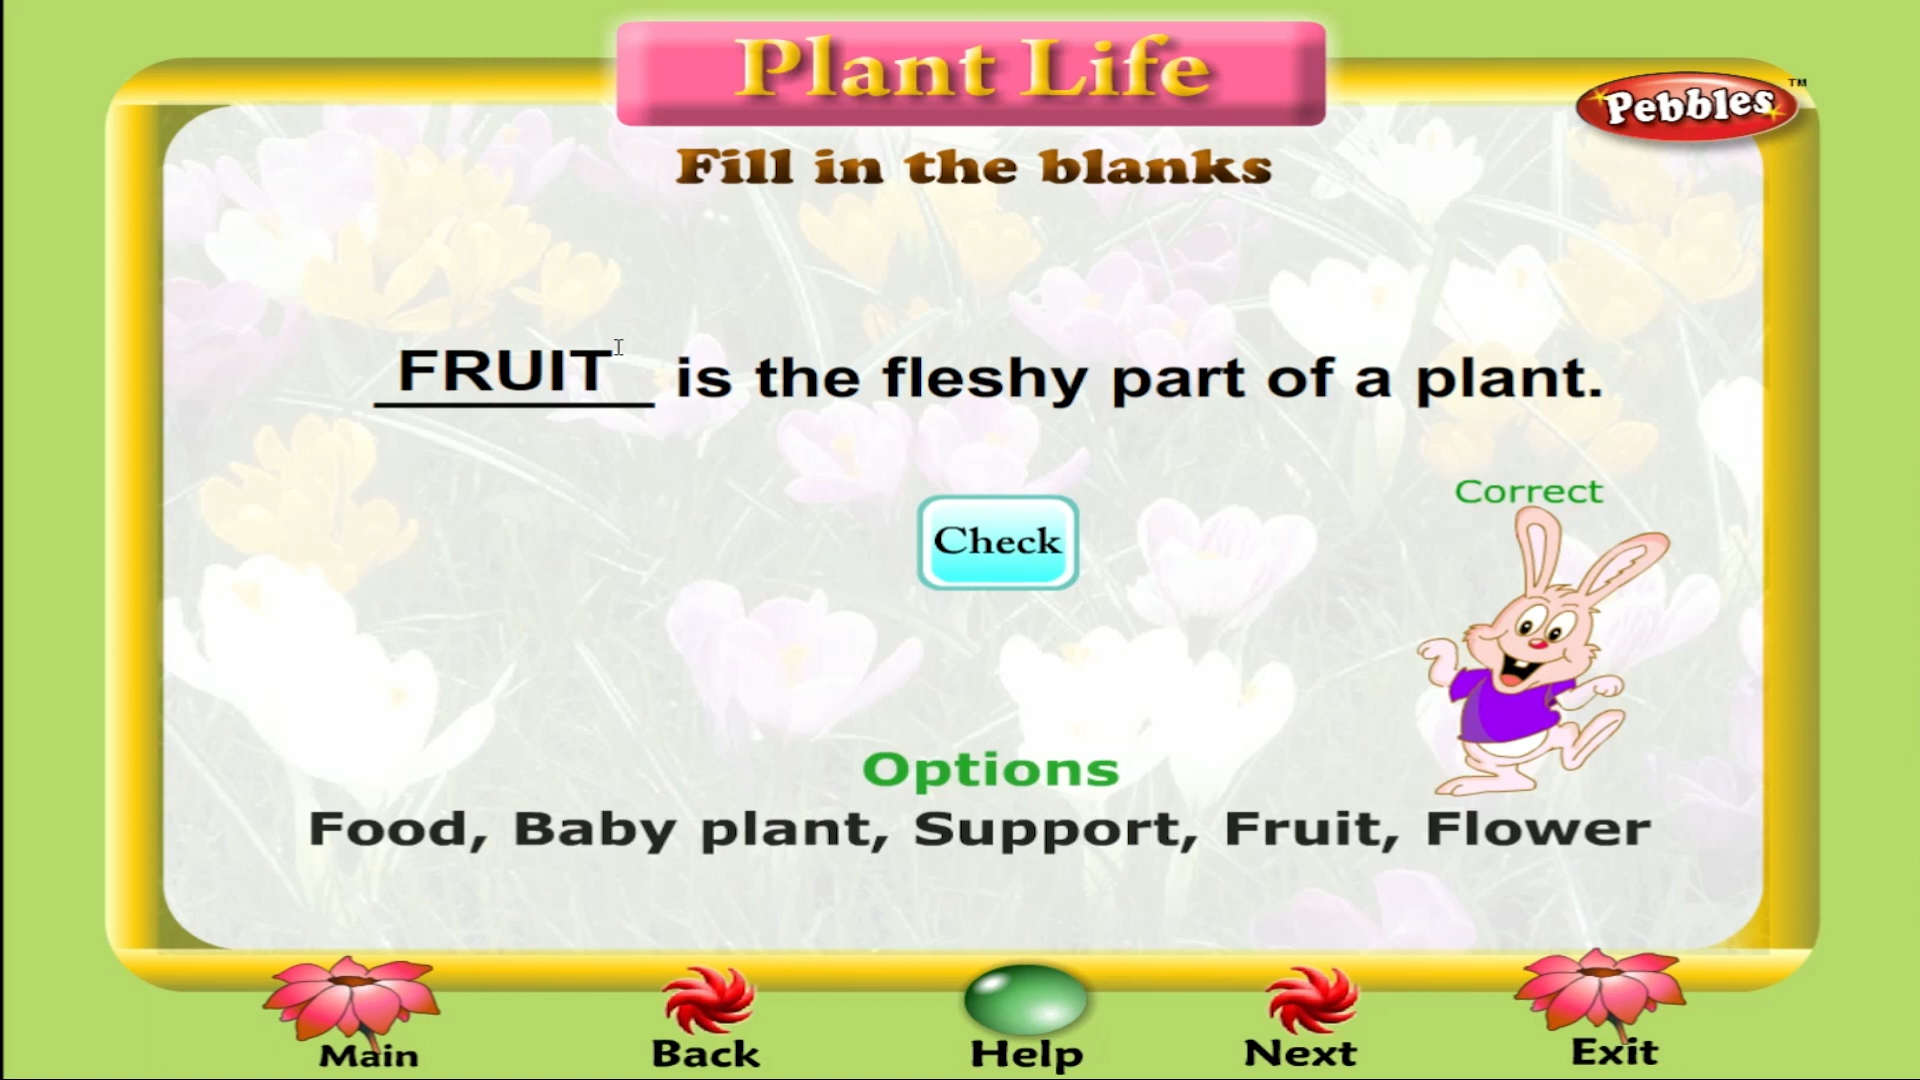 Plant Life
Pebbles™
Fill in the blanks
FRUIT is the fleshy part of a plant.
Correct
Check
Options
Food, Baby plant, Support, Fruit, Flower
Main
Back
Help
Next
Exit